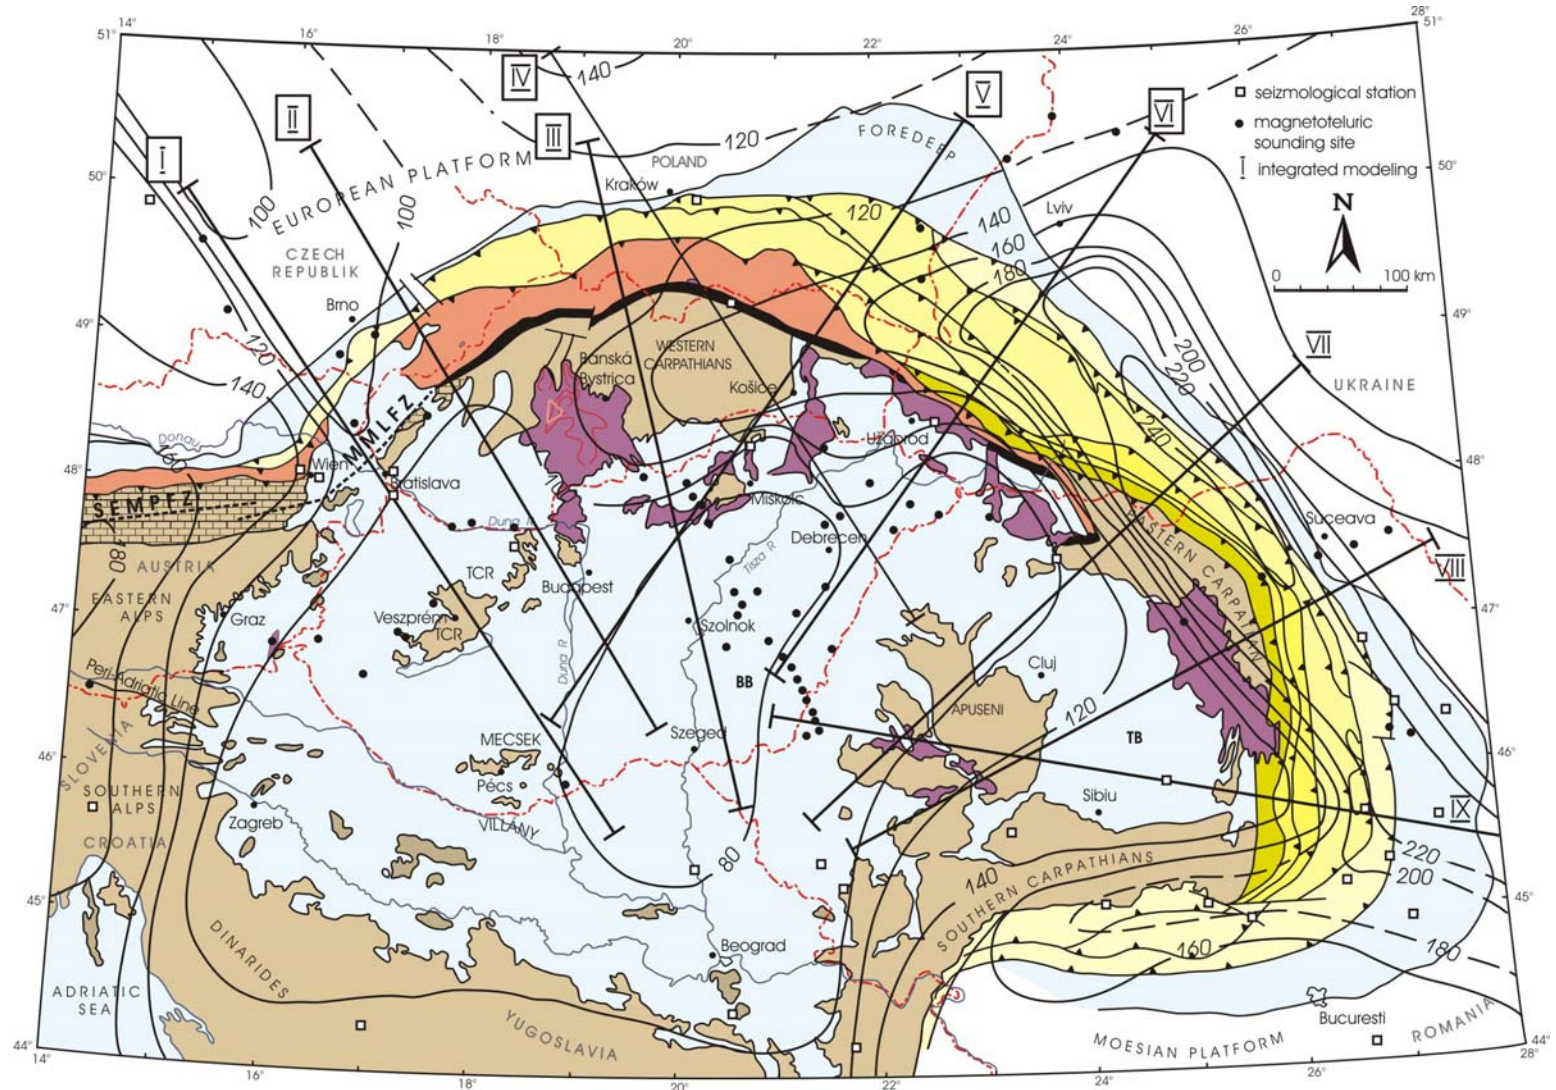 14°
16°
18°
20°
22°
24°
26°
28°
51°
51°
IV
140
V
VI
II
III
I
120
FOREDEEP
seizmological station
magnetoteluric
sounding site
I integrated modeling
50°
50°
EUROPEAN PLATFORM
POLAND
Kraków
100
100
120
140
Lviv
160
180
N
0 100 km
CZECH
REPUBLIK
Brno
49°
49°
120
140
WESTERN
CARPATHIANS
Banská
Bystrica
Košice
200
220
VII
UKRAINE
240
Donau
MMLFZ
Užgorod
48°
48°
Wien
Bratislava
SEMPFZ
Miskolc
Duna R
Debrecen
Tisza R
Suceava
EASTERN CARPATIAN
VIII
180
AUSTRIA
EASTERN
ALPS
TCR
Budapest
47°
47°
Graz
Veszprém
TCR
Szolnok
Duna R
BB
Cluj
Peri-Adriatic Line
SLOVENIA
APUSENI
120
TB
46°
46°
Szeged
MECSEK
Pécs
SOUTHERN
ALPS
Zagreb
VILLÁNY
Sibiu
IX
CROATIA
80
220
200
45°
45°
140
SOUTHERN CARPATHIANS
DINARIDES
Beograd
160
180
ADRIATIC
SEA
YUGOSLAVIA
Bucuresti
ROMANIA
MOESIAN PLATFORM
44°
44°
14°
16°
18°
20°
22°
24°
26°
28°